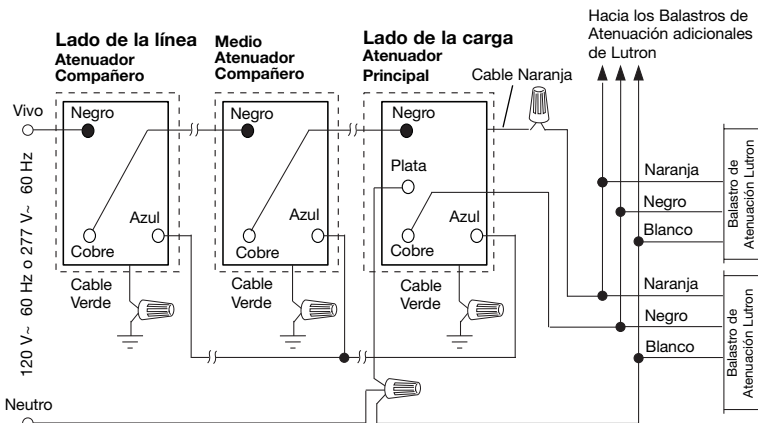 Hacia los Balastros de
Atenuación adicionales
de Lutron
Lado de la línea
Atenuador
Compañero
Medio
Atenuador
Compañero
Lado de la carga
Atenuador
Principal
Cable Naranja
Vivo
Negro
Negro
Negro
Plata
Azul
Azul
Azul
Cobre
Cobre
Cobre
Cable
Verde
Cable
Verde
Cable
Verde
120 V~ 60 Hz o 277 V~ 60 Hz
Neutro
Naranja
Negro
Blanco
Balastro de
Atenuación Lutron
Naranja
Negro
Blanco
Balastro de
Atenuación Lutron